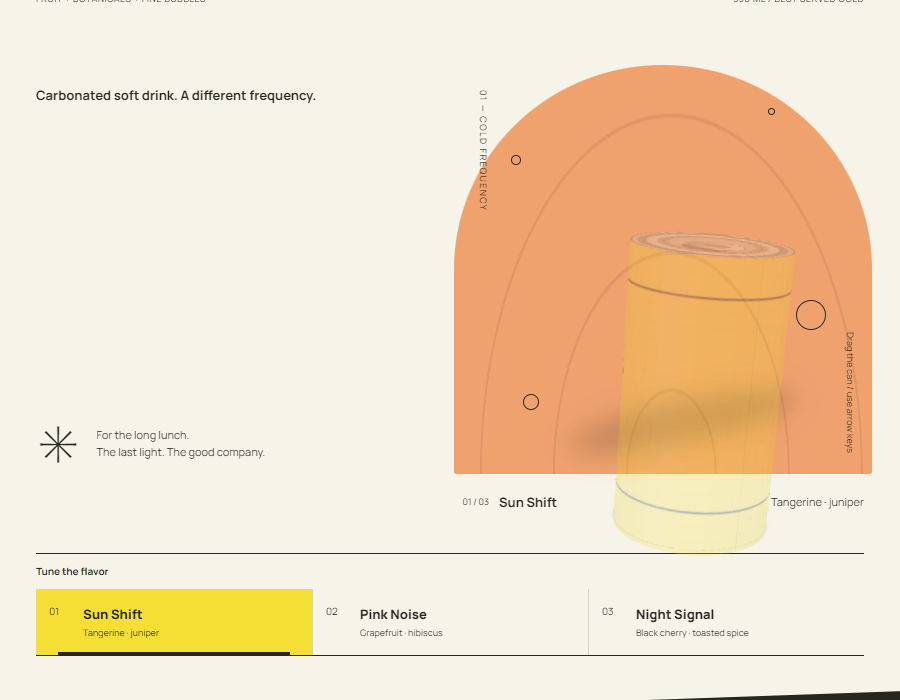 Carbonated soft drink. A different frequency.
01 — COLD FREQUENCY
Drag the can / use arrow keys
For the long lunch.
The last light. The good company.
01 / 03 Sun Shift Tangerine · juniper
Tune the flavor
01 Sun Shift
Tangerine · juniper
02 Pink Noise
Grapefruit · hibiscus
03 Night Signal
Black cherry · toasted spice